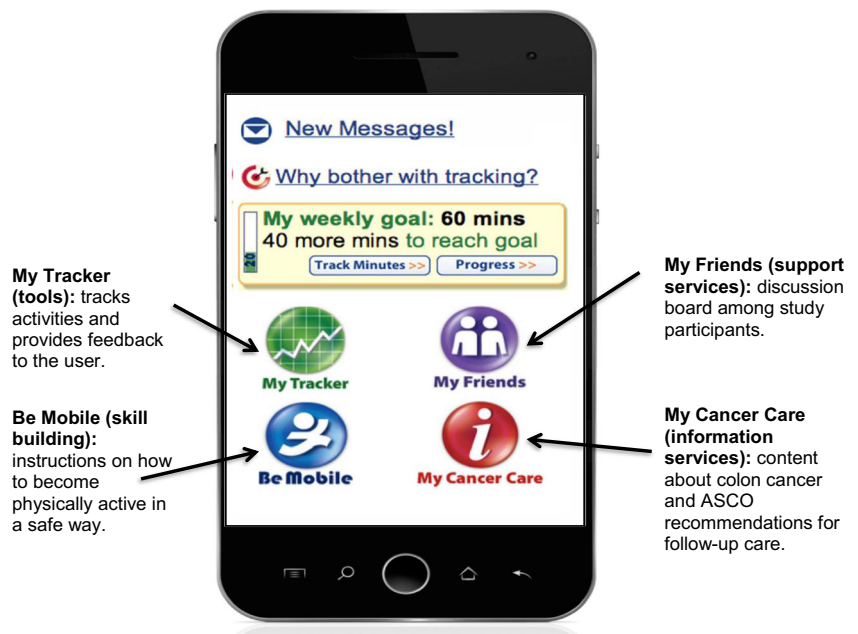 New Messages!
Why bother with tracking?
My weekly goal: 60 mins
40 more mins to reach goal
20
Track Minutes >>
Progress >>
My Tracker
My Friends
Be Mobile
My Cancer Care
My Tracker
(tools): tracks
activities and
provides feedback
to the user.
Be Mobile (skill
building):
instructions on how
to become
physically active in
a safe way.
My Friends (support
services): discussion
board among study
participants.
My Cancer Care
(information
services): content
about colon cancer
and ASCO
recommendations for
follow-up care.